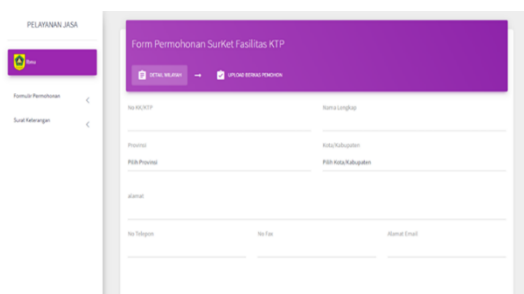 PELAYANAN JASA
Formulir Permohonan
Surat Keterangan
Form Permohonan SurKet Fasilitas KTP
DETAIL WILAYAH → UPLOAD BERKAS PEMOHON
No KK/KTP
Nama Lengkap
Provinsi
Kota/Kabupaten
Pilih Provinsi
Pilih Kota/Kabupaten
alamat
No Telepon
No Fax
Alamat Email